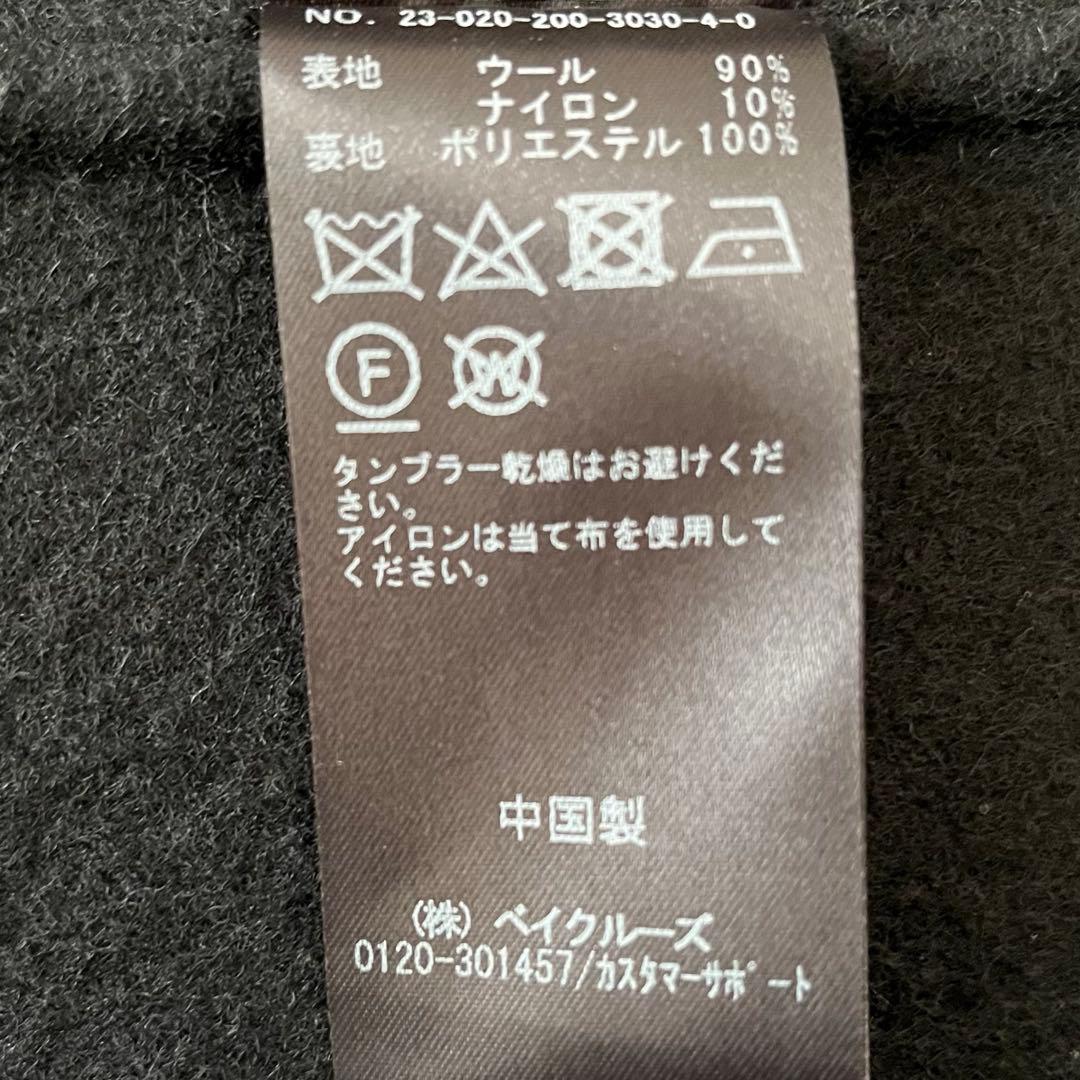 NO. 23-020-200-3030-4-0
表地 ウール 90%
ナイロン 10%
裏地 ポリエステル 100%
F W
タンブラー乾燥はお避けくだ
さい。
アイロンは当て布を使用して
ください。
中国製
(株) ベイクルーズ
0120-301457/カスタマーサポート